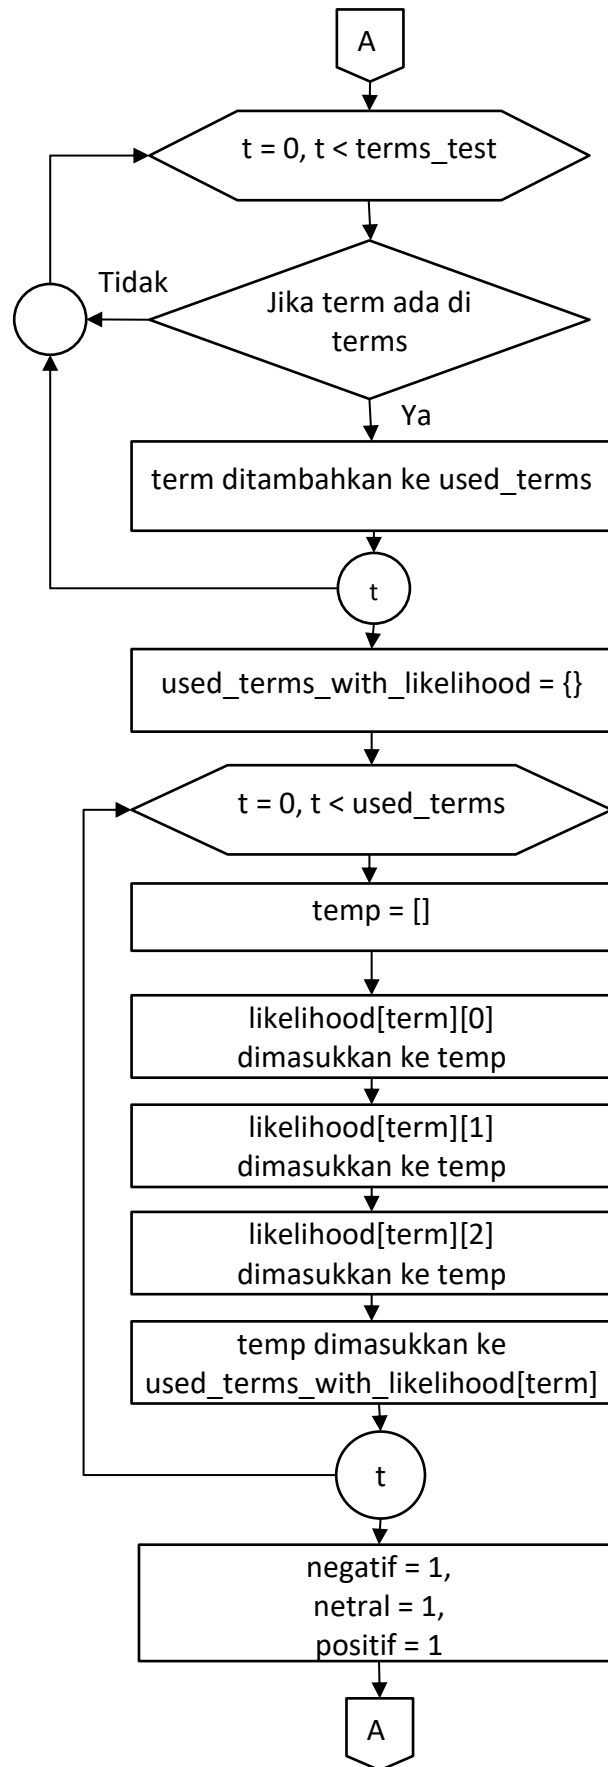 A
t = 0, t < terms_test
Tidak
Jika term ada di
terms
Ya
term ditambahkan ke used_terms
t
used_terms_with_likelihood = {}
t = 0, t < used_terms
temp = []
likelihood[term][0]
dimasukkan ke temp
likelihood[term][1]
dimasukkan ke temp
likelihood[term][2]
dimasukkan ke temp
temp dimasukkan ke
used_terms_with_likelihood[term]
t
negatif = 1,
netral = 1,
positif = 1
A